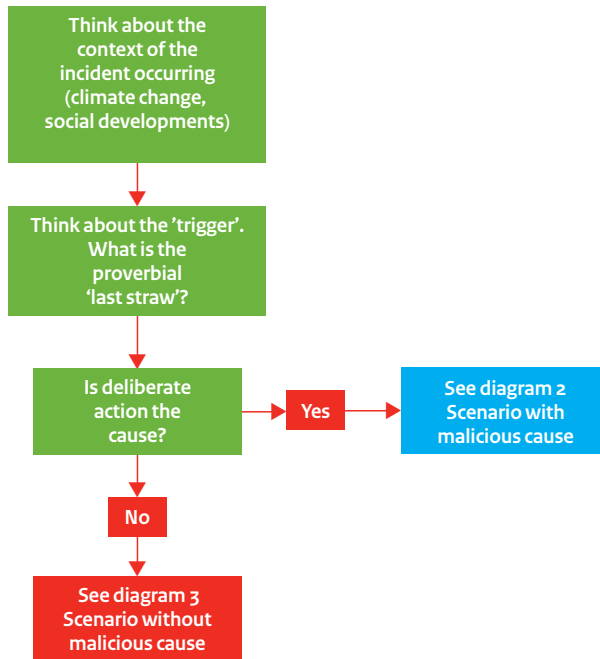 Think about the
context of the
incident occurring
(climate change,
social developments)
Think about the ’trigger’.
What is the
proverbial
‘last straw’?
Is deliberate
action the
cause?
Yes
See diagram 2
Scenario with
malicious cause
No
See diagram 3
Scenario without
malicious cause